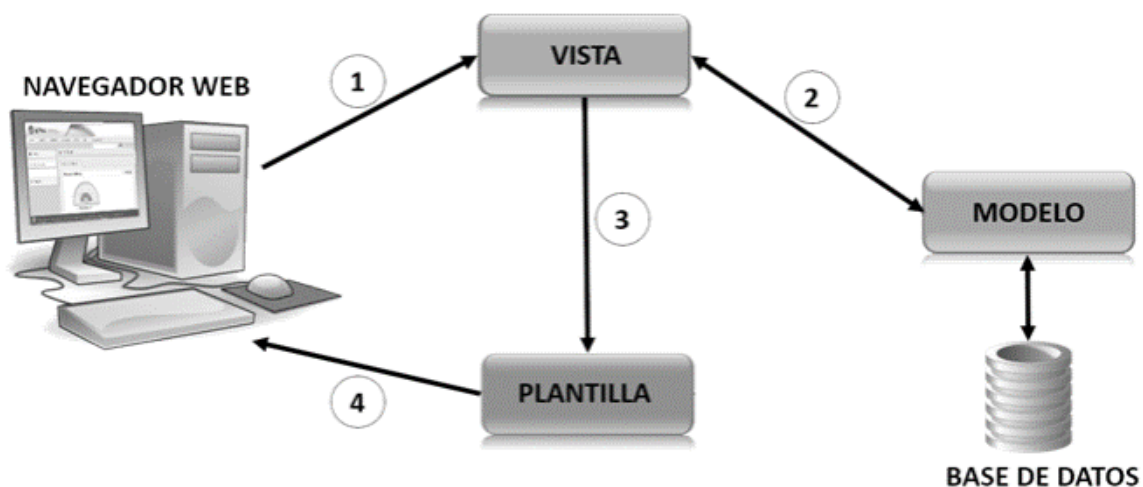 VISTA
1
NAVEGADOR WEB
2
MODELO
3
PLANTILLA
4
BASE DE DATOS